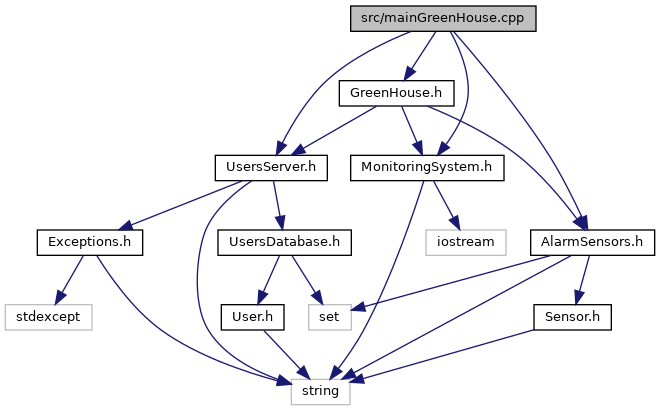 src/mainGreenHouse.cpp
GreenHouse.h
UsersServer.h
MonitoringSystem.h
Exceptions.h
UsersDatabase.h
iostream
AlarmSensors.h
stdexcept
User.h
set
Sensor.h
string